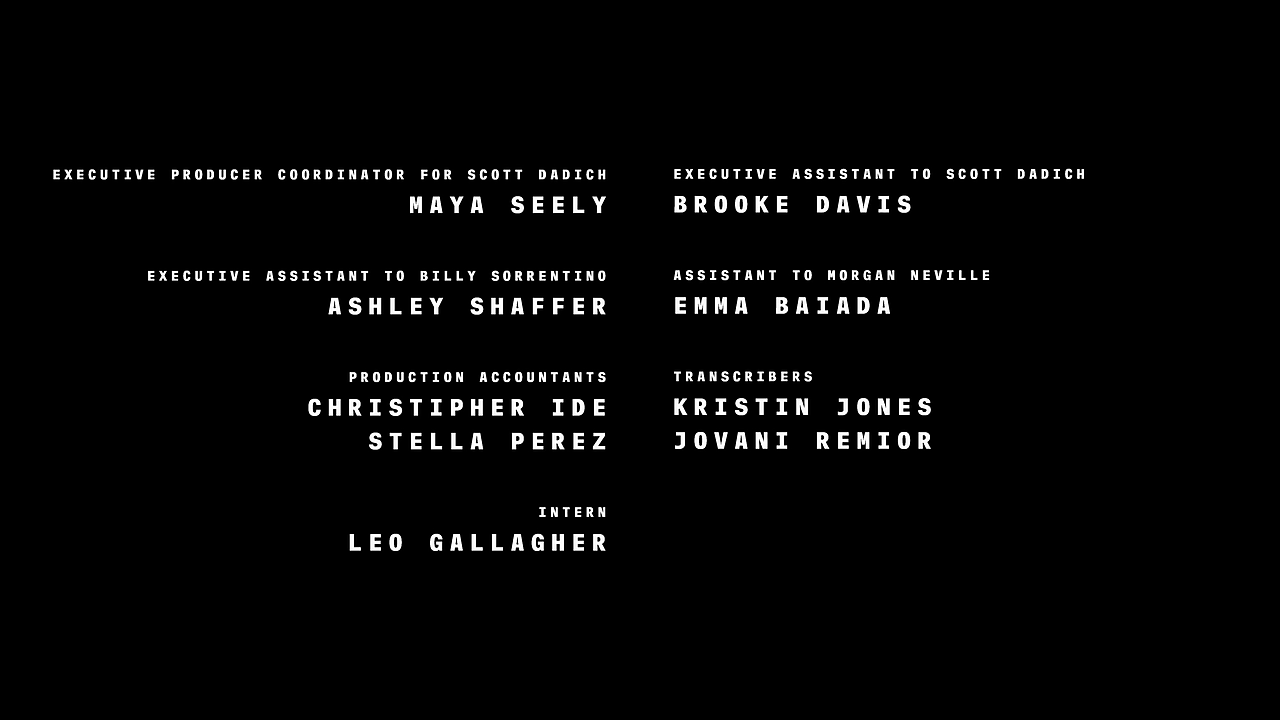 EXECUTIVE PRODUCER COORDINATOR FOR SCOTT DADICH
MAYA SEELY
EXECUTIVE ASSISTANT TO BILLY SORRENTINO
ASHLEY SHAFFER
PRODUCTION ACCOUNTANTS
CHRISTIPHER IDE
STELLA PEREZ
INTERN
LEO GALLAGHER
EXECUTIVE ASSISTANT TO SCOTT DADICH
BROOKE DAVIS
ASSISTANT TO MORGAN NEVILLE
EMMA BAIADA
TRANSCRIBERS
KRISTIN JONES
JOVANI REMIOR